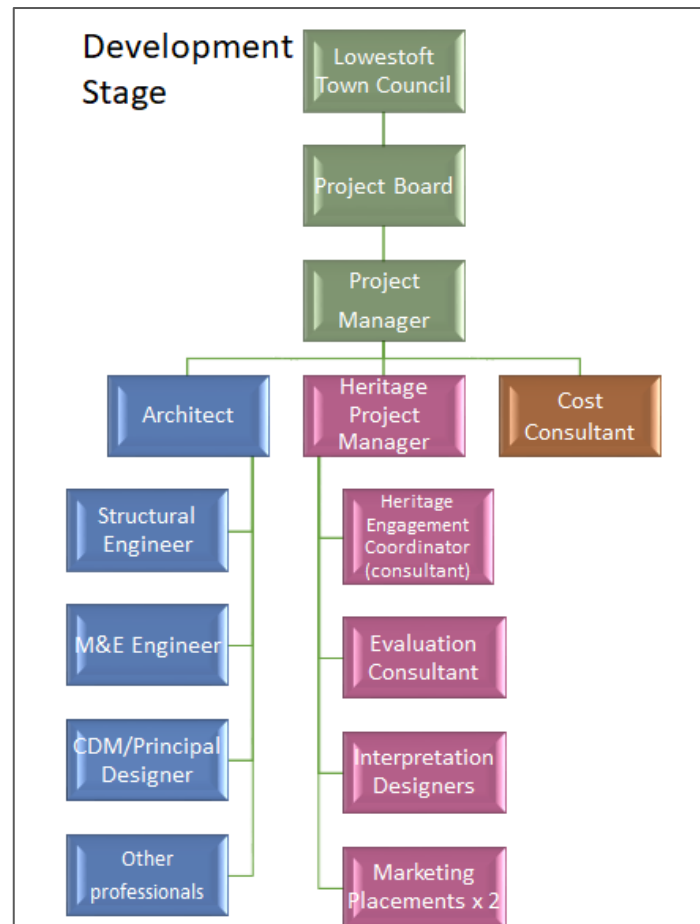 Development
Stage
Lowestoft
Town Council
Project Board
Project
Manager
Architect
Heritage
Project
Manager
Cost
Consultant
Structural
Engineer
M&E Engineer
CDM/Principal
Designer
Other
professionals
Heritage
Engagement
Coordinator
(consultant)
Evaluation
Consultant
Interpretation
Designers
Marketing
Placements x 2